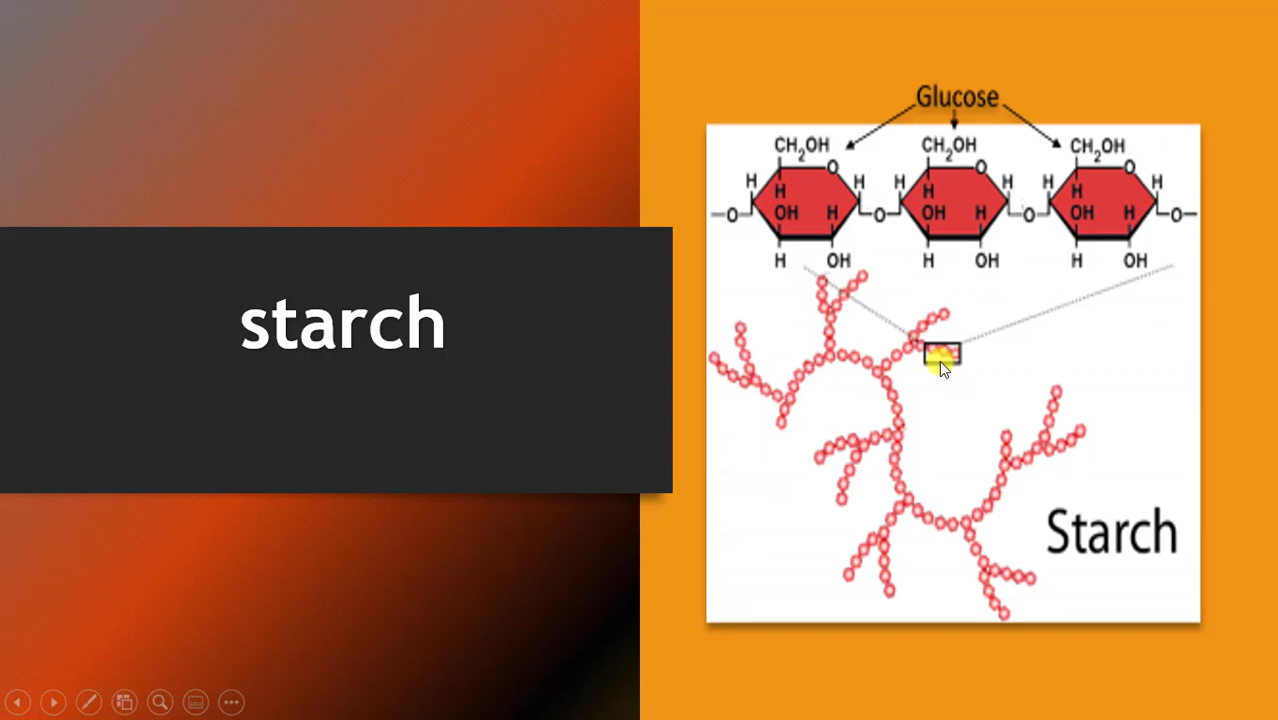 starch
Glucose
CH2OH CH2OH CH2OH
O O O
H H H H H H
H H H
O OH H O OH H O OH H O
H OH H OH H OH
Starch